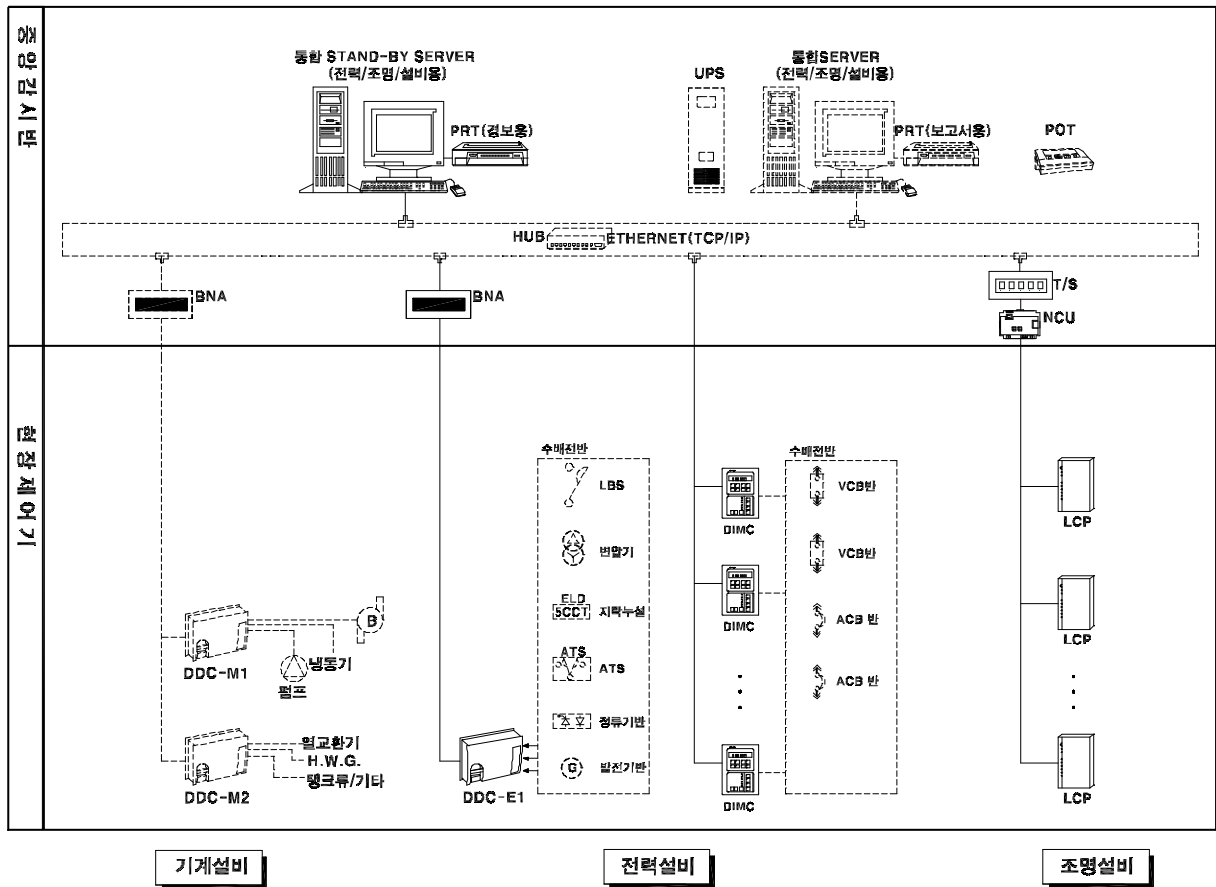 중앙감시반
통합 STAND-BY SERVER
(전력/조명/설비용)
PRT(경보용)
UPS
통합SERVER
(전력/조명/설비용)
PRT(보고서용)
POT
HUB
ETHERNET(TCP/IP)
BNA
BNA
T/S
NCU
현장제어기
수배전반
LBS
변압기
ELD
5CCT
지락누설
ATS
ATS
정류기반
G
발전기반
DDC-E1
수배전반
VCB반
VCB반
ACB 반
ACB 반
DIMC
DIMC
DIMC
LCP
LCP
LCP
DDC-M1
B
냉동기
펌프
DDC-M2
열교환기
H.W.G.
탱크류/기타
기계설비
전력설비
조명설비